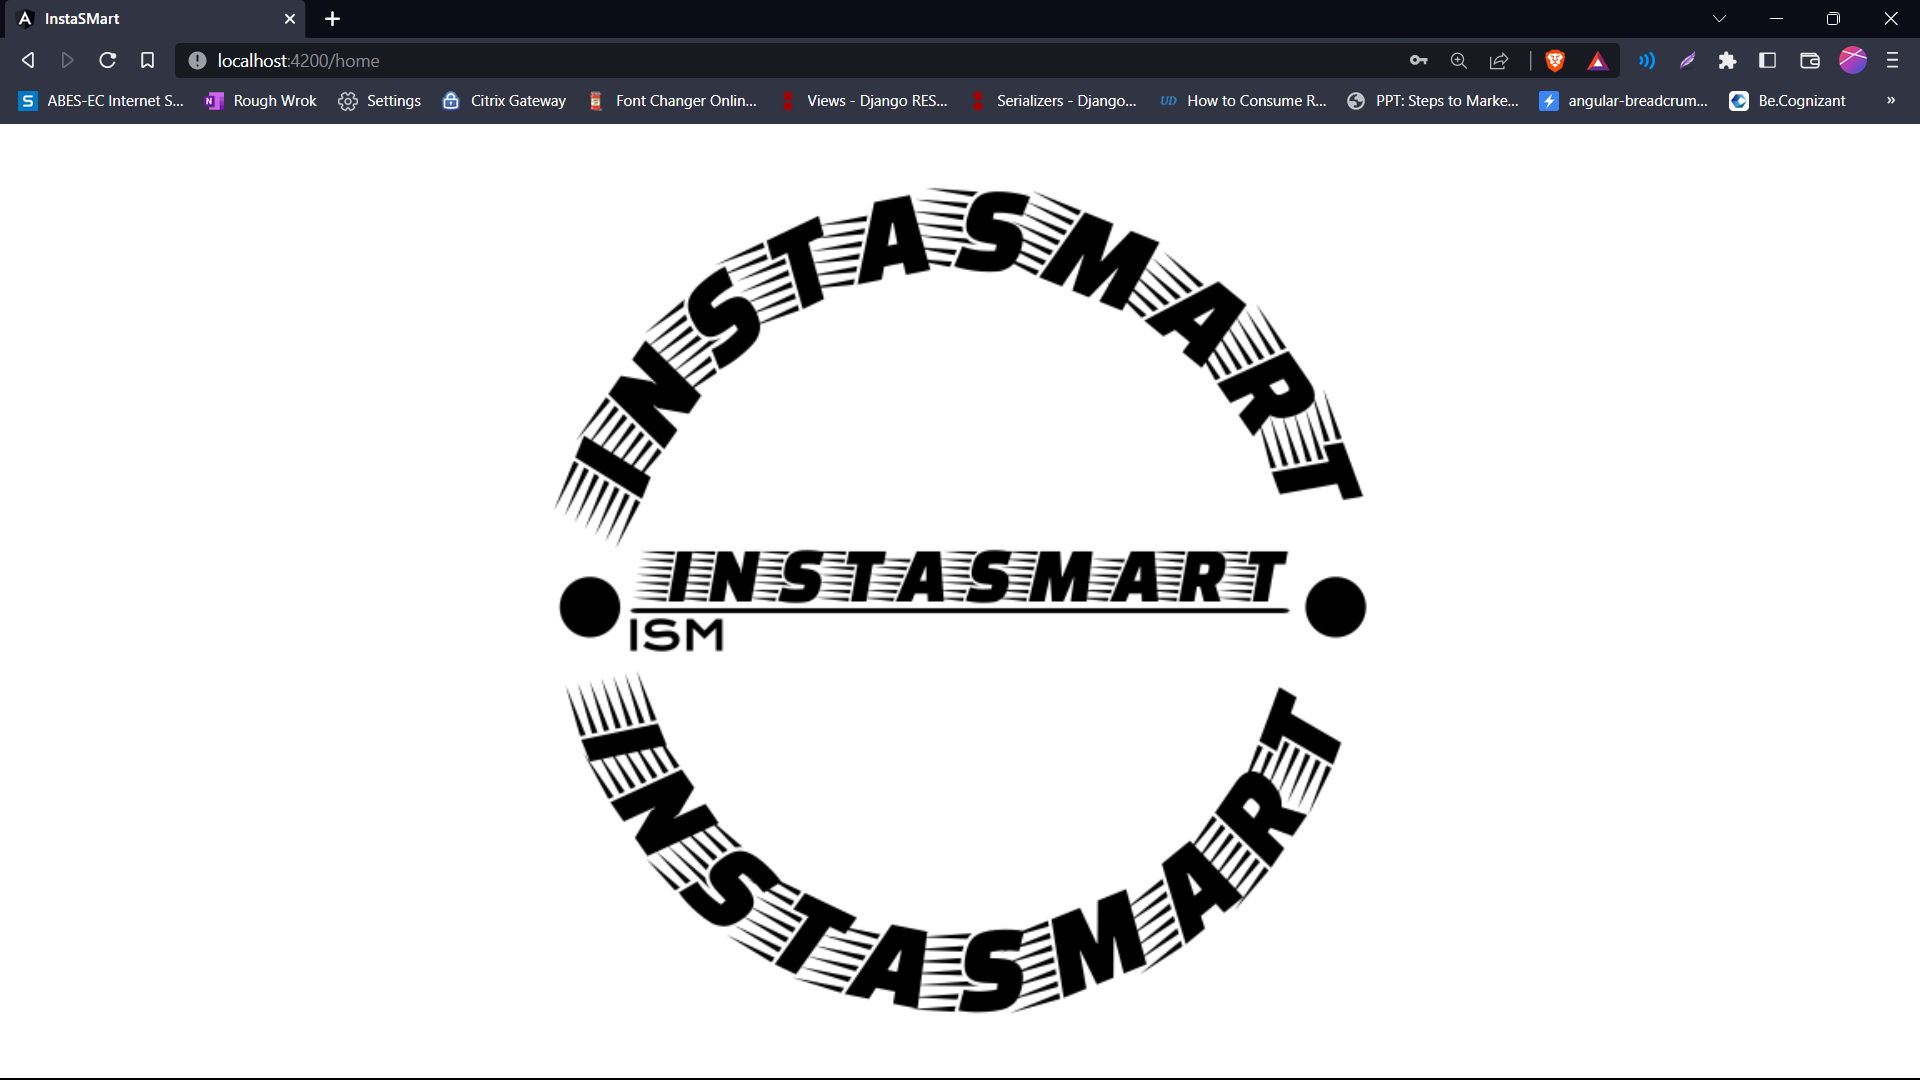 InstaSMart
localhost:4200/home
ABES-EC Internet S...
Rough Wrok
Settings
Citrix Gateway
Font Changer Onlin...
Views - Django RES...
Serializers - Django...
UD
How to Consume R...
PPT: Steps to Marke...
angular-breadcrum...
Be.Cognizant
»
INSTASMART
INSTASMART
ISM
INSTASMART